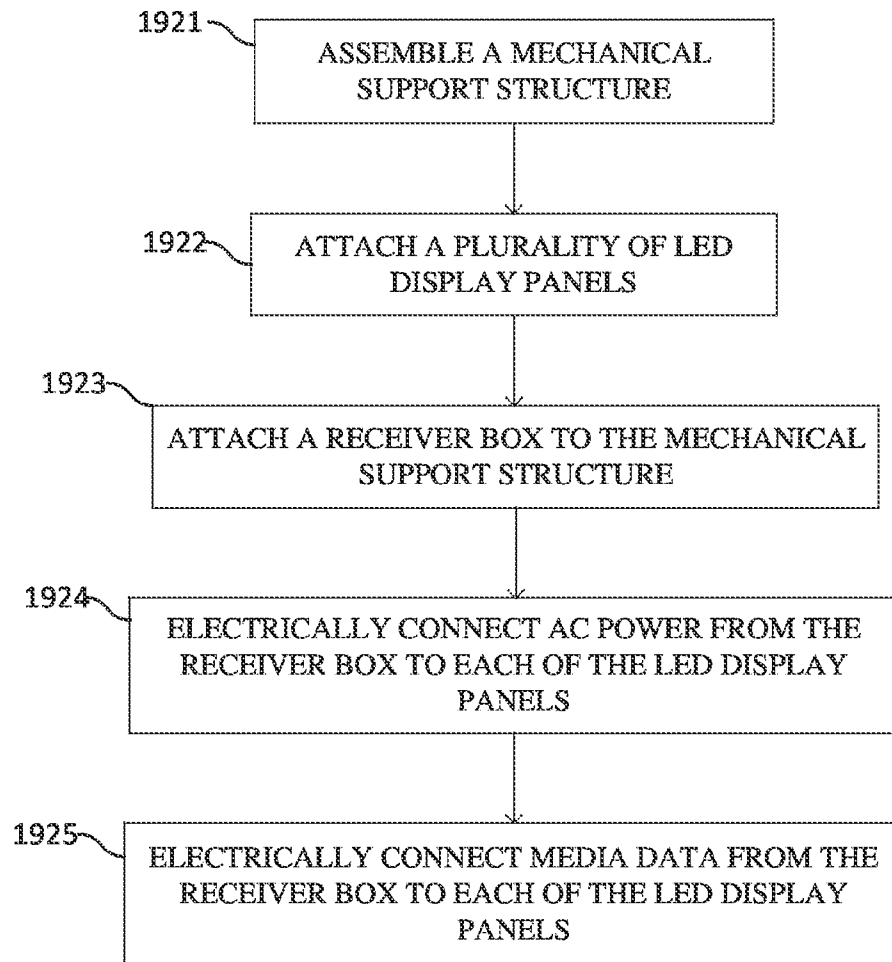 1921
ASSEMBLE A MECHANICAL
SUPPORT STRUCTURE
1922
ATTACH A PLURALITY OF LED
DISPLAY PANELS
1923
ATTACH A RECEIVER BOX TO THE MECHANICAL
SUPPORT STRUCTURE
1924
ELECTRICALLY CONNECT AC POWER FROM THE
RECEIVER BOX TO EACH OF THE LED DISPLAY
PANELS
1925
ELECTRICALLY CONNECT MEDIA DATA FROM THE
RECEIVER BOX TO EACH OF THE LED DISPLAY
PANELS